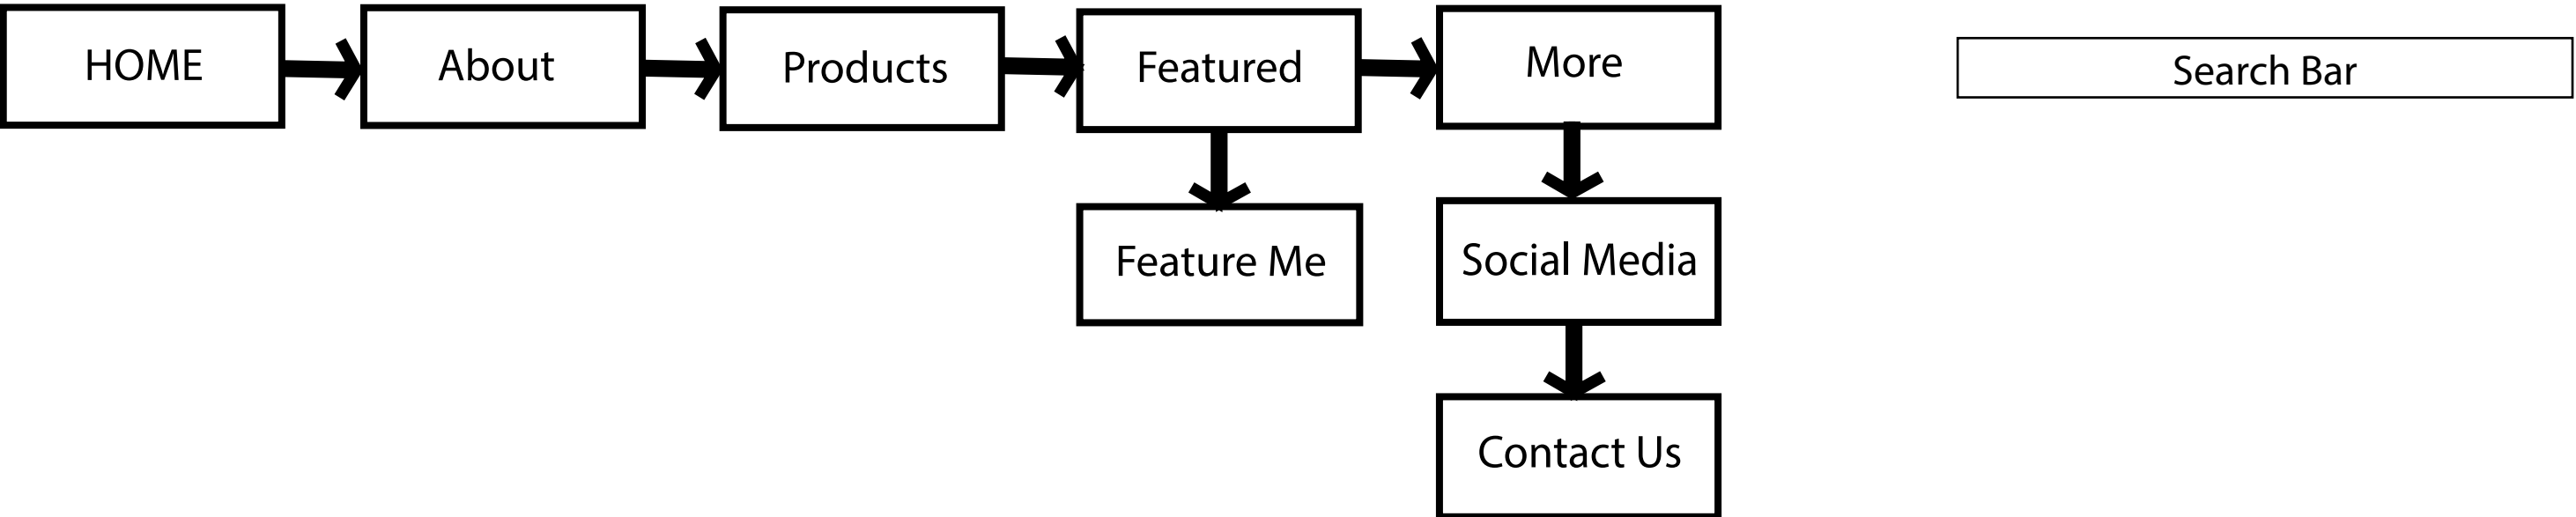 HOME
About
Products
Featured
More
Search Bar
Feature Me
Social Media
Contact Us